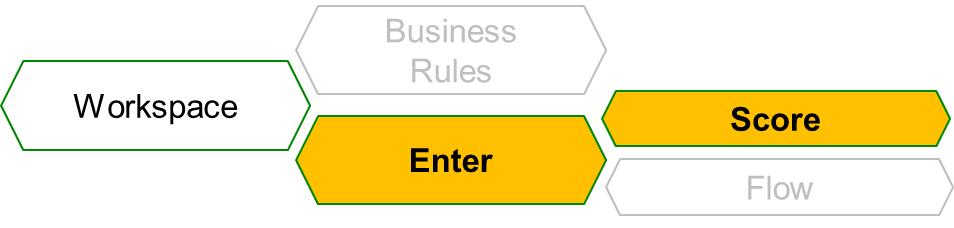 Business
Rules
Workspace
Enter
Score
Flow